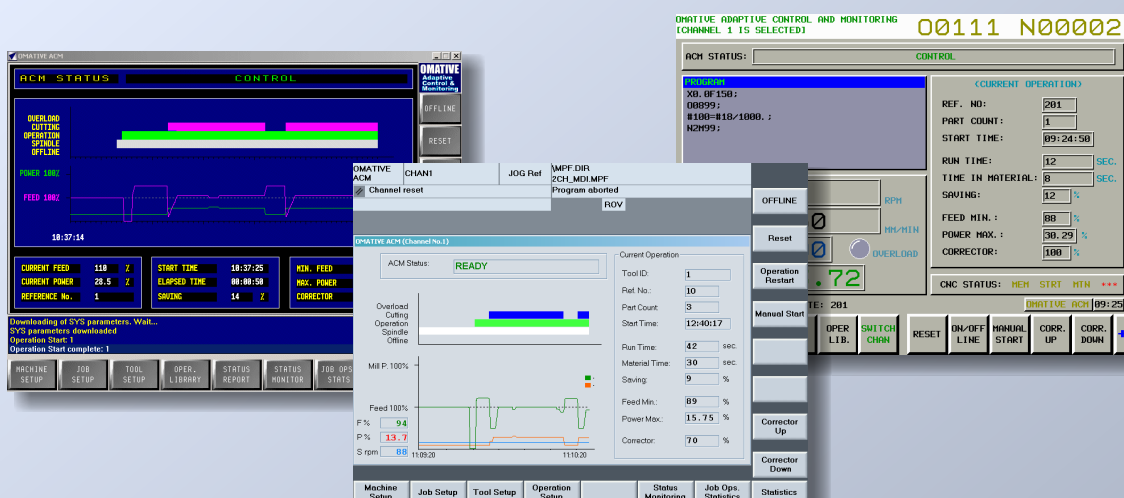 OMATIVE ACM
ACM STATUS CONTROL
OMATIVE
Adaptive
Control &
Monitoring
OFFLINE
RESET
OVERLOAD
CUTTING
OPERATION
SPINDLE
OFFLINE
POWER 100%
FEED 100%
10:37:14
CURRENT FEED 110 %
CURRENT POWER 28.5 %
REFERENCE No. 1
START TIME 10:37:25
ELAPSED TIME 00:00:50
SAVING 14 %
MIN. FEED
MAX. POWER
CORRECTOR
Downloading of SYS parameters. Wait...
SYS parameters downloaded
Operation Start: 1
Operation Start complete: 1
MACHINE SETUP
JOB SETUP
TOOL SETUP
OPER. LIBRARY
STATUS REPORT
STATUS MONITOR
JOB OPS STATS
OMATIVE ACM
CHAN1
JOG Ref
\MPF.DIR
2CH_MDI.MPF
Channel reset
Program aborted
ROV
OMATIVE ACM (Channel No.1)
ACM Status: READY
Overload
Cutting
Operation
Spindle
Offline
Mill P. 100%
Feed 100%
F% 94
P% 13.7
S rpm 88
11:09:20
11:10:20
Current Operation
Tool ID: 1
Ref. No.: 10
Part Count: 3
Start Time: 12:40:17
Run Time: 42 sec.
Material Time: 30 sec.
Saving: 9 %
Feed Min.: 89 %
Power Max.: 15.75 %
Corrector: 70 %
OFFLINE
Reset
Operation Restart
Manual Start
Corrector Up
Corrector Down
Statistics
Machine Setup
Job Setup
Tool Setup
Operation Setup
Status Monitoring
Job Ops. Statistics
OMATIVE ADAPTIVE CONTROL AND MONITORING
[CHANNEL 1 IS SELECTED]
O0111 N00002
ACM STATUS: CONTROL
PROGRAM
X0.0F150;
O0899;
#100=#18/1000.;
N2M99;
(CURRENT OPERATION)
REF. NO: 201
PART COUNT: 1
START TIME: 09:24:50
RUN TIME: 12 SEC.
TIME IN MATERIAL: 8 SEC.
SAVING: 12 %
FEED MIN.: 88 %
POWER MAX.: 30.29 %
CORRECTOR: 100 %
RPM
0 MM/MIN
0 OVERLOAD
.72
CNC STATUS: MEM STRT MTN ***
TE: 201
OMATIVE ACM 09:25
OPER LIB.
SWITCH CHAN
RESET
ON/OFF LINE
MANUAL START
CORR. UP
CORR. DOWN